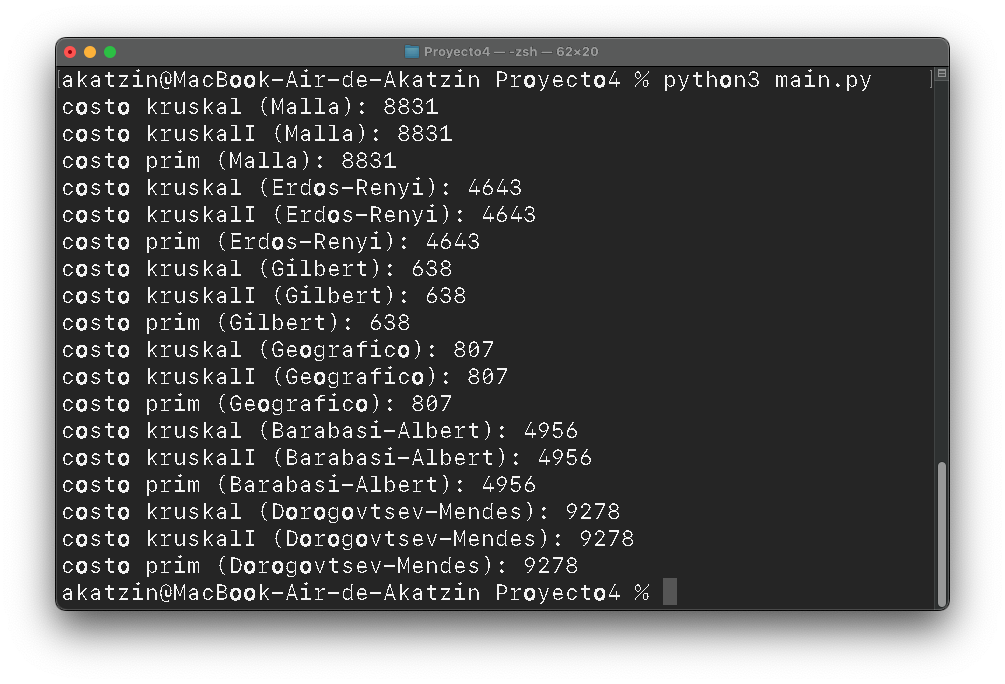 Proyecto4 — -zsh — 62×20
akatzin@MacBook-Air-de-Akatzin Proyecto4 % python3 main.py
costo kruskal (Malla): 8831
costo kruskalI (Malla): 8831
costo prim (Malla): 8831
costo kruskal (Erdos-Renyi): 4643
costo kruskalI (Erdos-Renyi): 4643
costo prim (Erdos-Renyi): 4643
costo kruskal (Gilbert): 638
costo kruskalI (Gilbert): 638
costo prim (Gilbert): 638
costo kruskal (Geografico): 807
costo kruskalI (Geografico): 807
costo prim (Geografico): 807
costo kruskal (Barabasi-Albert): 4956
costo kruskalI (Barabasi-Albert): 4956
costo prim (Barabasi-Albert): 4956
costo kruskal (Dorogovtsev-Mendes): 9278
costo kruskalI (Dorogovtsev-Mendes): 9278
costo prim (Dorogovtsev-Mendes): 9278
akatzin@MacBook-Air-de-Akatzin Proyecto4 %